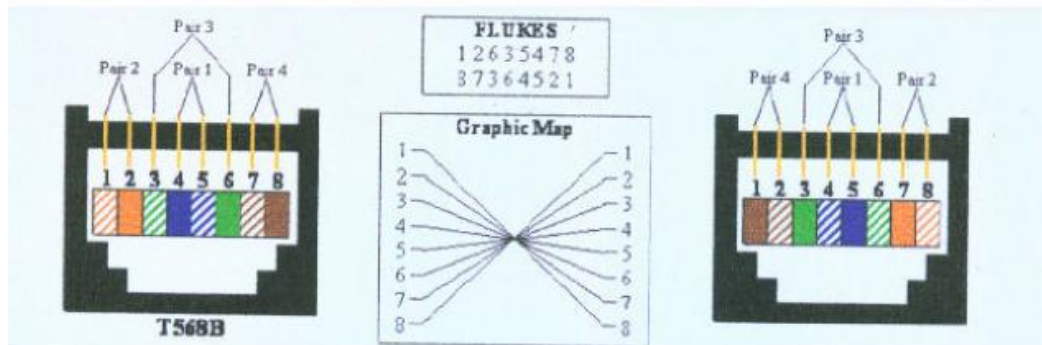 Pair 3
Pair 2 Pair 1 Pair 4
1 2 3 4 5 6 7 8
T568B
FLUKES
1 2 6 3 5 4 7 8
8 7 3 6 4 5 2 1
Graphic Map
1 1
2 2
3 3
4 4
5 5
6 6
7 7
8 8
Pair 3
Pair 4 Pair 1 Pair 2
1 2 3 4 5 6 7 8